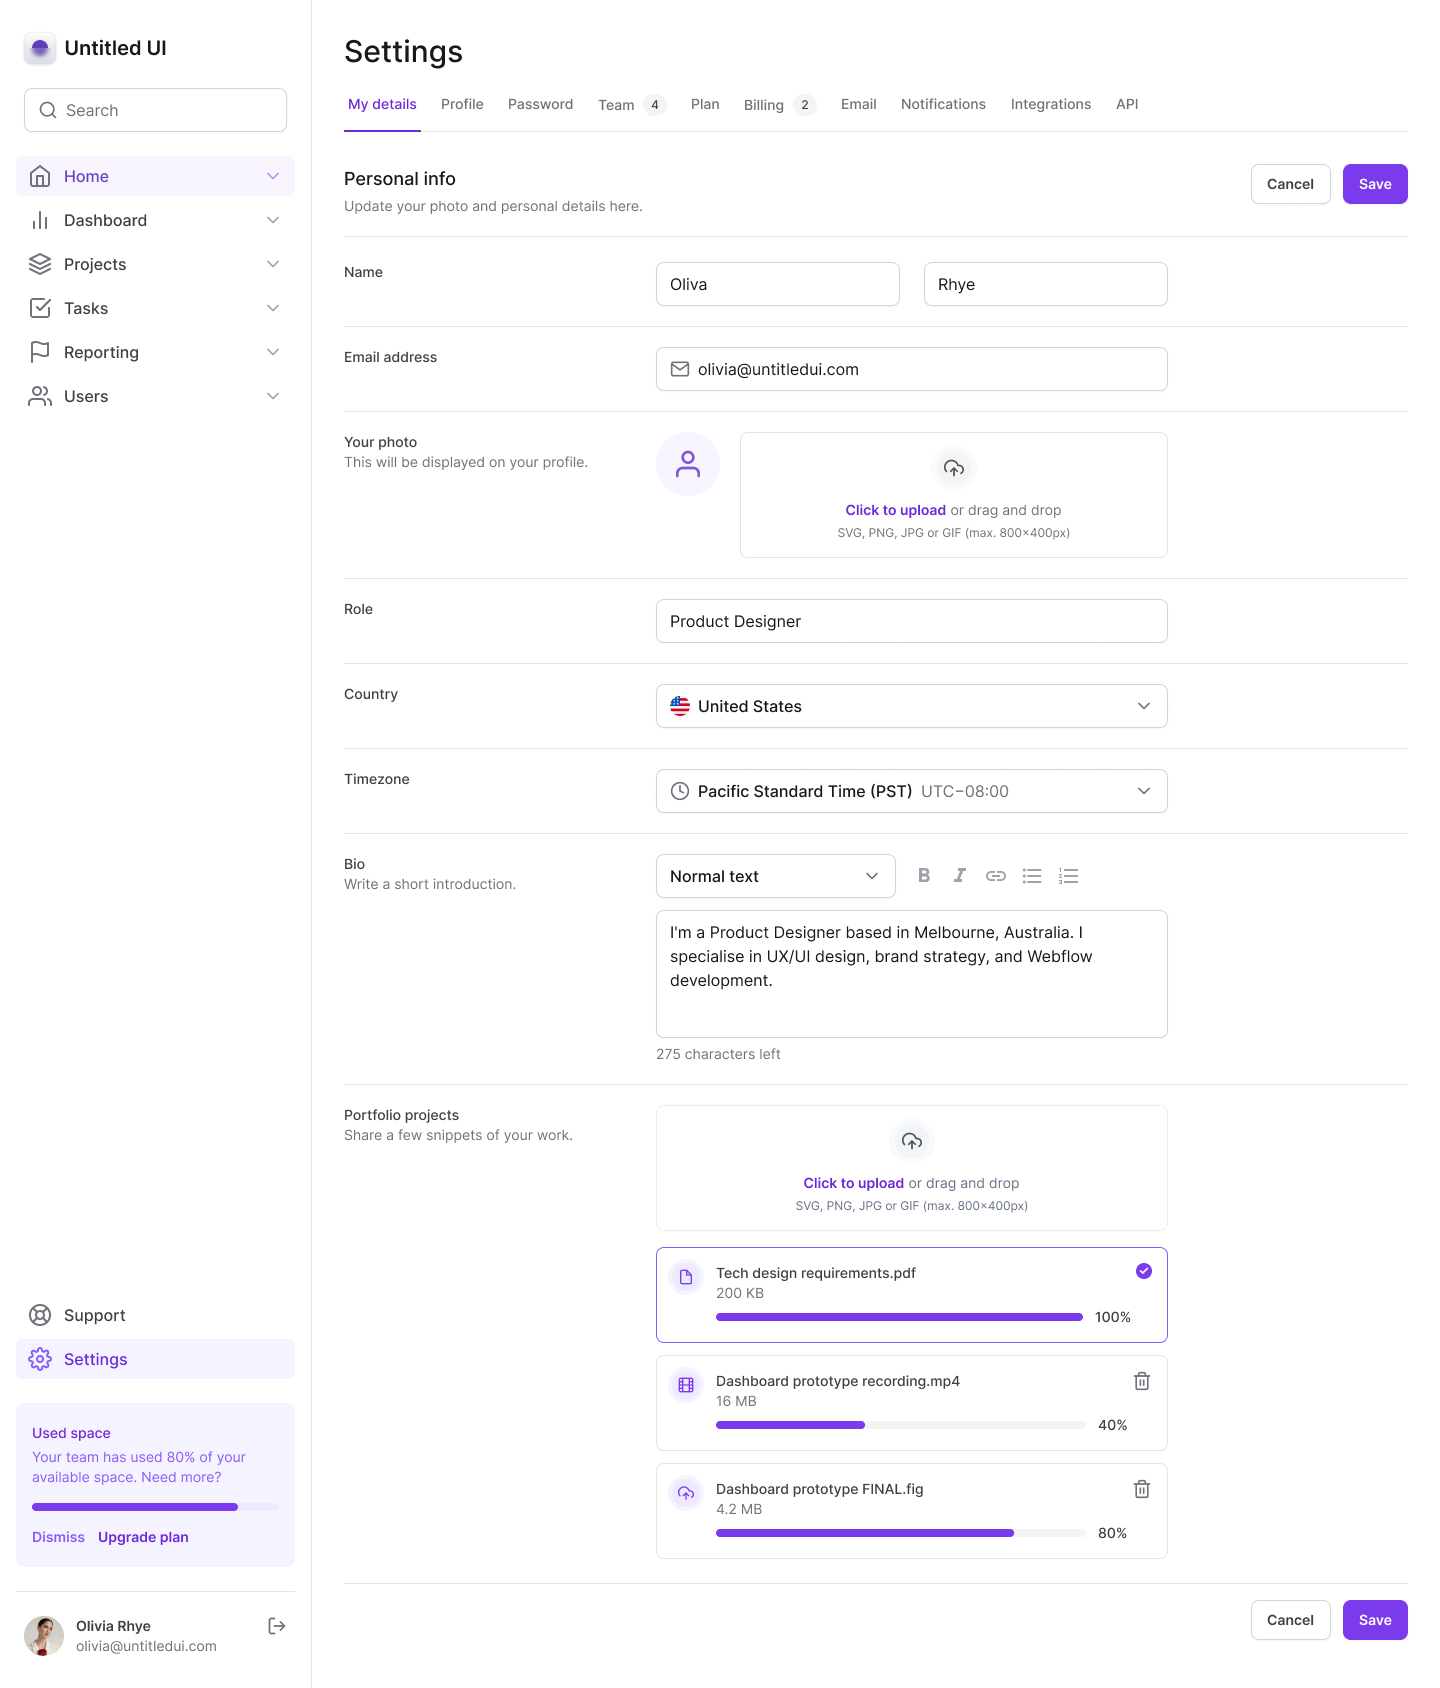 Untitled UI
Search
Home
Dashboard
Projects
Tasks
Reporting
Users
Support
Settings
Used space
Your team has used 80% of your
available space. Need more?
Dismiss Upgrade plan
Olivia Rhye
olivia@untitledui.com
Settings
My details Profile Password Team 4 Plan Billing 2 Email Notifications Integrations API
Personal info
Update your photo and personal details here.
Cancel Save
Name
Oliva Rhye
Email address
olivia@untitledui.com
Your photo
This will be displayed on your profile.
Click to upload or drag and drop
SVG, PNG, JPG or GIF (max. 800×400px)
Role
Product Designer
Country
United States
Timezone
Pacific Standard Time (PST) UTC−08:00
Bio
Write a short introduction.
Normal text
I'm a Product Designer based in Melbourne, Australia. I
specialise in UX/UI design, brand strategy, and Webflow
development.
275 characters left
Portfolio projects
Share a few snippets of your work.
Click to upload or drag and drop
SVG, PNG, JPG or GIF (max. 800×400px)
Tech design requirements.pdf
200 KB
100%
Dashboard prototype recording.mp4
16 MB
40%
Dashboard prototype FINAL.fig
4.2 MB
80%
Cancel Save